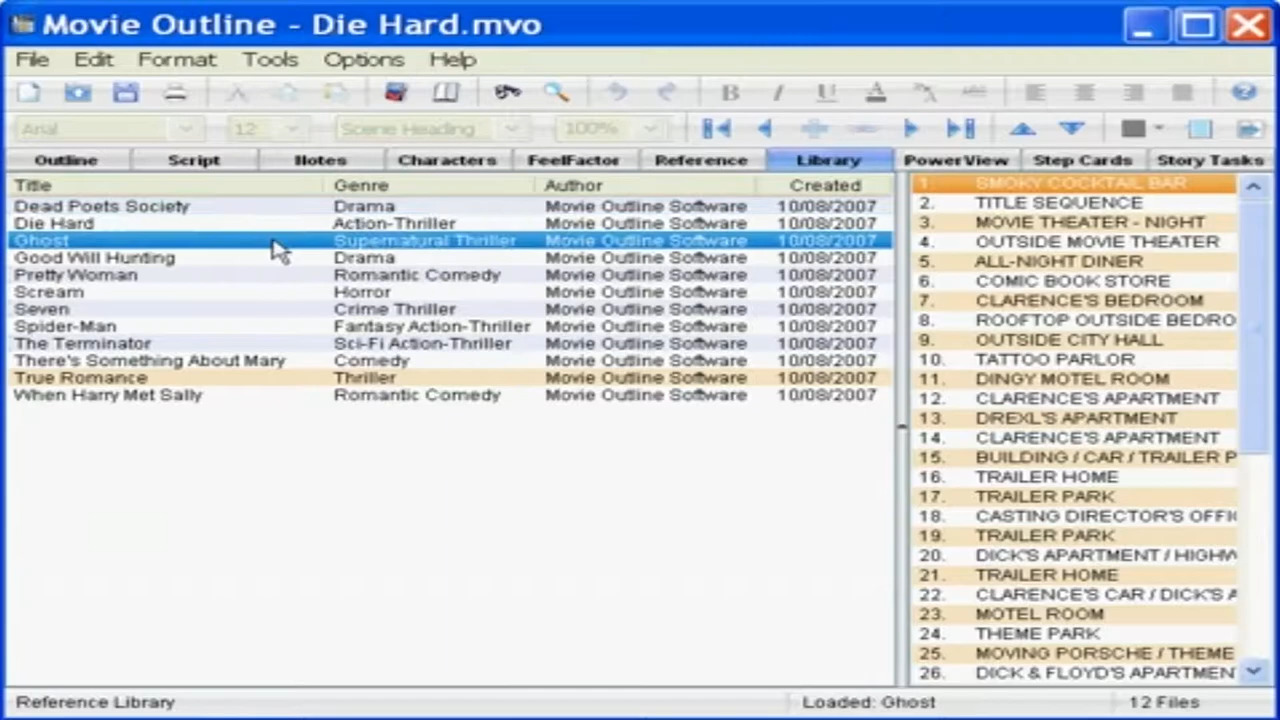 Movie Outline - Die Hard.mvo
File Edit Format Tools Options Help
Arial 12 Scene Heading 100%
Outline Script Notes Characters FeelFactor Reference Library PowerView Step Cards Story Tasks
Title Genre Author Created
Dead Poets Society Drama Movie Outline Software 10/08/2007
Die Hard Action-Thriller Movie Outline Software 10/08/2007
Ghost Supernatural Thriller Movie Outline Software 10/08/2007
Good Will Hunting Drama Movie Outline Software 10/08/2007
Pretty Woman Romantic Comedy Movie Outline Software 10/08/2007
Scream Horror Movie Outline Software 10/08/2007
Seven Crime Thriller Movie Outline Software 10/08/2007
Spider-Man Fantasy Action-Thriller Movie Outline Software 10/08/2007
The Terminator Sci-Fi Action-Thriller Movie Outline Software 10/08/2007
There's Something About Mary Comedy Movie Outline Software 10/08/2007
True Romance Thriller Movie Outline Software 10/08/2007
When Harry Met Sally Romantic Comedy Movie Outline Software 10/08/2007
1. SMOKY COCKTAIL BAR
2. TITLE SEQUENCE
3. MOVIE THEATER - NIGHT
4. OUTSIDE MOVIE THEATER
5. ALL-NIGHT DINER
6. COMIC BOOK STORE
7. CLARENCE'S BEDROOM
8. ROOFTOP OUTSIDE BEDRO
9. OUTSIDE CITY HALL
10. TATTOO PARLOR
11. DINGY MOTEL ROOM
12. CLARENCE'S APARTMENT
13. DREXL'S APARTMENT
14. CLARENCE'S APARTMENT
15. BUILDING / CAR / TRAILER P
16. TRAILER HOME
17. TRAILER PARK
18. CASTING DIRECTOR'S OFFI
19. TRAILER PARK
20. DICK'S APARTMENT / HIGHW
21. TRAILER HOME
22. CLARENCE'S CAR / DICK'S A
23. MOTEL ROOM
24. THEME PARK
25. MOVING PORSCHE / THEME
26. DICK & FLOYD'S APARTMEN
Reference Library Loaded: Ghost 12 Files